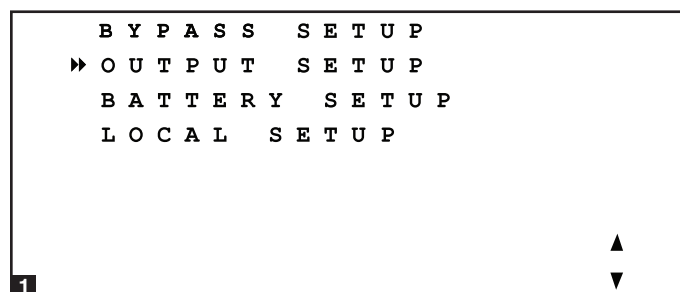 BYPASS SETUP
OUTPUT SETUP
BATTERY SETUP
LOCAL SETUP
1